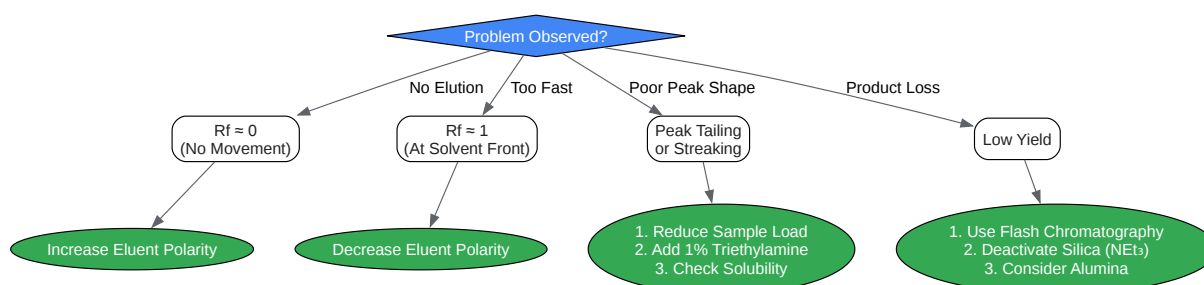 Problem Observed?
No Elution
Too Fast
Poor Peak Shape
Product Loss
Rf ≈ 0
(No Movement)
Rf ≈ 1
(At Solvent Front)
Peak Tailing
or Streaking
Low Yield
Increase Eluent Polarity
Decrease Eluent Polarity
1. Reduce Sample Load
2. Add 1% Triethylamine
3. Check Solubility
1. Use Flash Chromatography
2. Deactivate Silica (NEt₃)
3. Consider Alumina